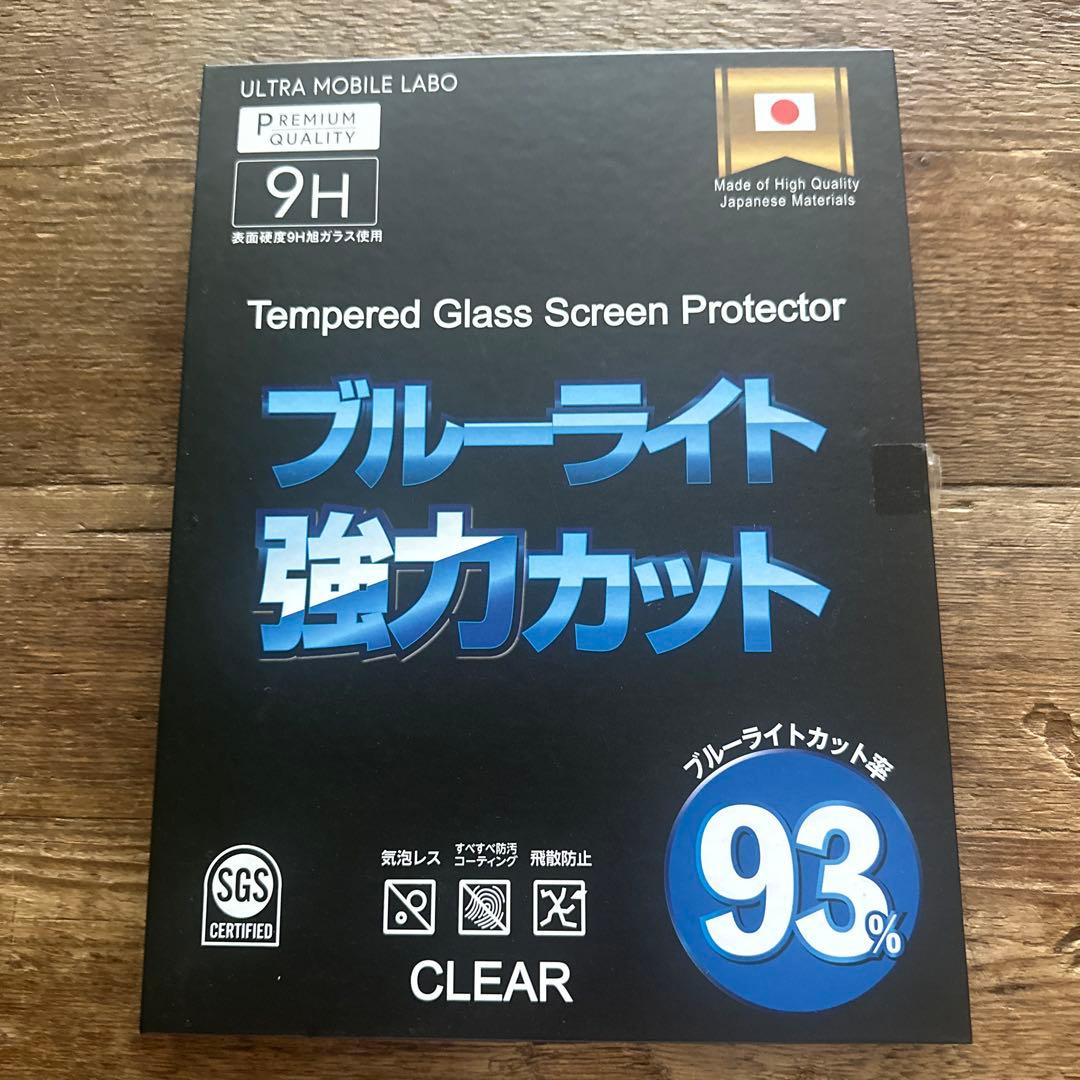 ULTRA MOBILE LABO
PREMIUM
QUALITY
9H
表面硬度9H旭ガラス使用
Made of High Quality
Japanese Materials
Tempered Glass Screen Protector
ブルーライト
強力カット
ブルーライトカット率
93%
SGS
CERTIFIED
気泡レス
すべすべ防汚
コーティング
飛散防止
CLEAR